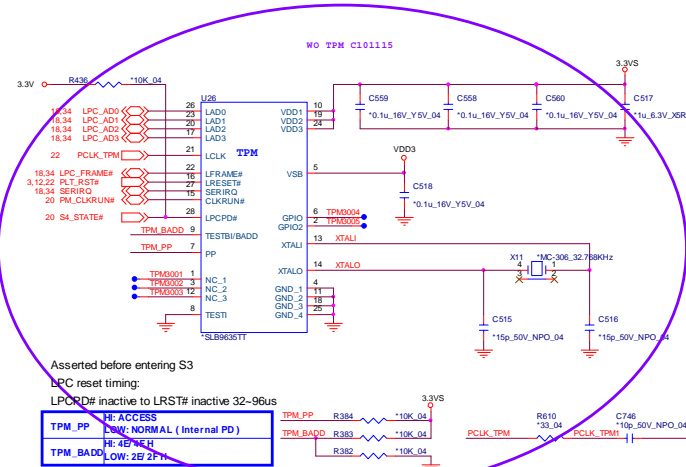 WO TPM C101115
3.3V R436 *10K_04
3.3VS
U26
C559 C558 C560 C517
*0.1u_16V_Y5V_04 *0.1u_16V_Y5V_04 *0.1u_16V_Y5V_04 *1u_6.3V_X5R
18,34 LPC_AD0 26 LAD0 VDD1 10
18,34 LPC_AD1 23 LAD1 VDD2 19
18,34 LPC_AD2 20 LAD2 VDD3 24
18,34 LPC_AD3 17 LAD3
22 PCLK_TPM 21 LCLK
TPM
VDD3
18,34 LPC_FRAME# 22 LFRAME# VSB 5
3,12,22 PLT_RST# 16 LRESET#
18,34 SERIRQ 27 SERIRQ
20 PM_CLKRUN# 15 CLKRUN#
C518
*0.1u_16V_Y5V_04
20 S4_STATE# 28 LPCPD# GPIO 6 TPM3004
GPIO2 2 TPM3005
TPM_BADD 9 TESTBI/BADD
TPM_PP 7 PP
XTALI 13 XTALI
X11 *MC-306_32.768KHz
XTALO 14 XTALO
4 1
3 2
TPM3001 1 NC_1 GND_1 4
TPM3002 3 NC_2 GND_2 11
TPM3003 12 NC_3 GND_3 18
GND_4 25
8 TESTI
*SLB9635TT
C515 C516
*15p_50V_NPO_04 *15p_50V_NPO_04
Asserted before entering S3
LPC reset timing:
LPCPD# inactive to LRST# inactive 32~96us
TPM_PP HI: ACCESS
LOW: NORMAL ( Internal PD )
TPM_BADD HI: 4E/ 4F H
LOW: 2E/ 2F H
3.3VS
TPM_PP R384 *10K_04
TPM_BADD R383 *10K_04
R382 *10K_04
R610 C746
*33_04 *10p_50V_NPO_04
PCLK_TPM PCLK_TPM1